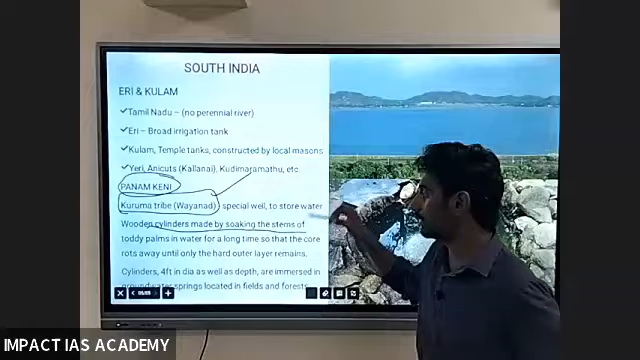 SOUTH INDIA
ERI & KULAM
✓Tamil Nadu – (no perennial river)
✓Eri – Broad irrigation tank
✓Kulam, Temple tanks, constructed by local masons
✓Yeri, Anicuts (Kallanai), Kudimaramathu, etc.
PANAM KENI
Kuruma tribe (Wayanad) special well, to store water
Wooden cylinders made by soaking the stems of
toddy palms in water for a long time so that the core
rots away until only the hard outer layer remains.
Cylinders, 4ft in dia as well as depth, are immersed in
groundwater springs located in fields and forests
IMPACT IAS ACADEMY